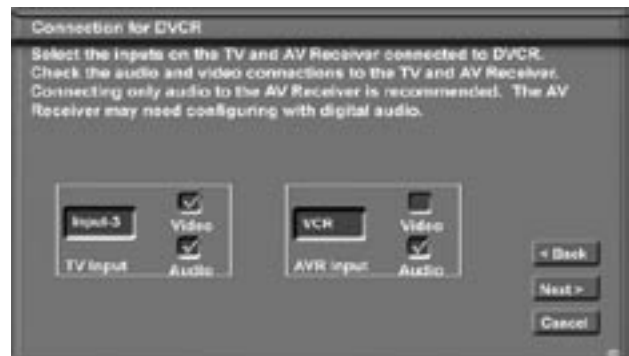 Connection for DVCR
Select the inputs on the TV and AV Receiver connected to DVCR.
Check the audio and video connections to the TV and AV Receiver.
Connecting only audio to the AV Receiver is recommended. The AV
Receiver may need configuring with digital audio.
Input-3
Video
VCR
Video
TV Input
Audio
AVR Input
Audio
< Back
Next >
Cancel